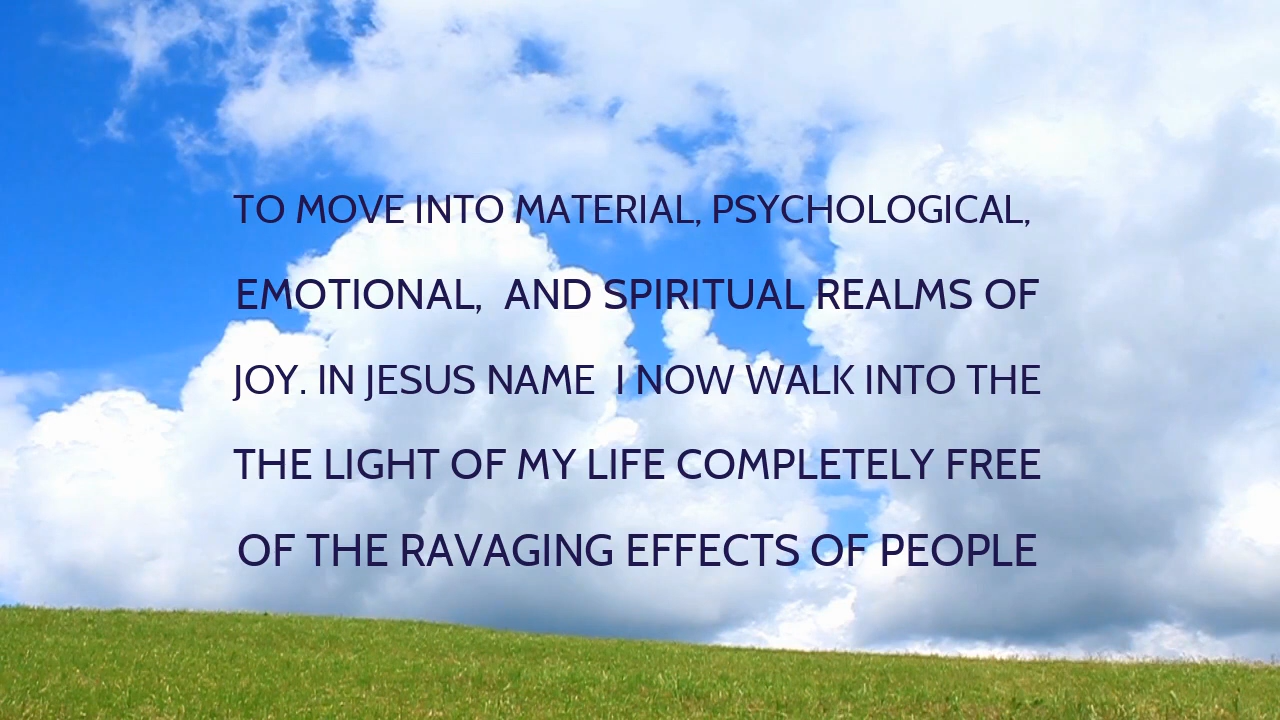 TO MOVE INTO MATERIAL, PSYCHOLOGICAL,
EMOTIONAL,  AND SPIRITUAL REALMS OF
JOY. IN JESUS NAME  I NOW WALK INTO THE
THE LIGHT OF MY LIFE COMPLETELY FREE
OF THE RAVAGING EFFECTS OF PEOPLE